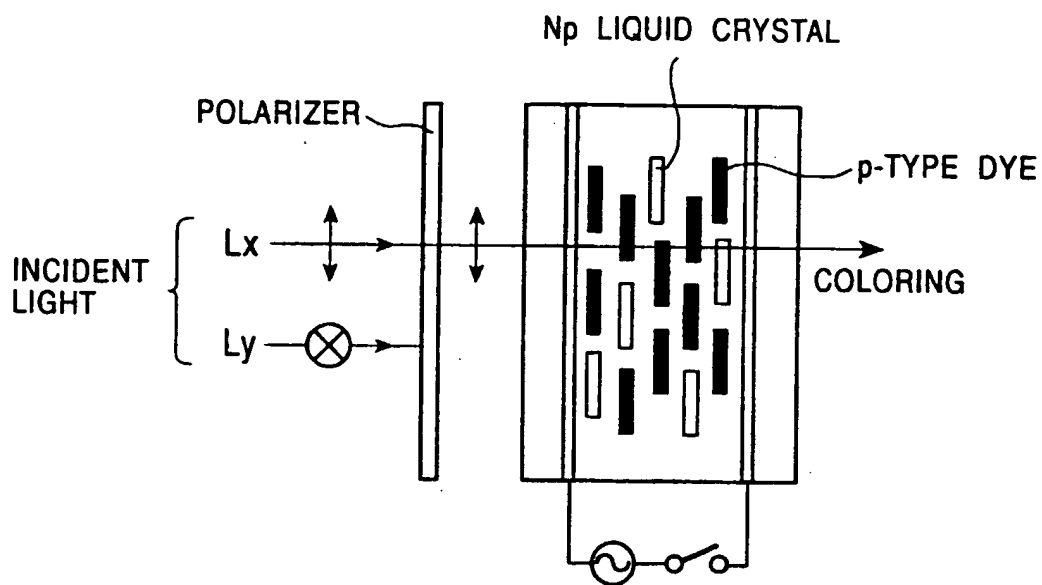 Np LIQUID CRYSTAL
POLARIZER
p-TYPE DYE
INCIDENT
LIGHT
Lx
COLORING
Ly